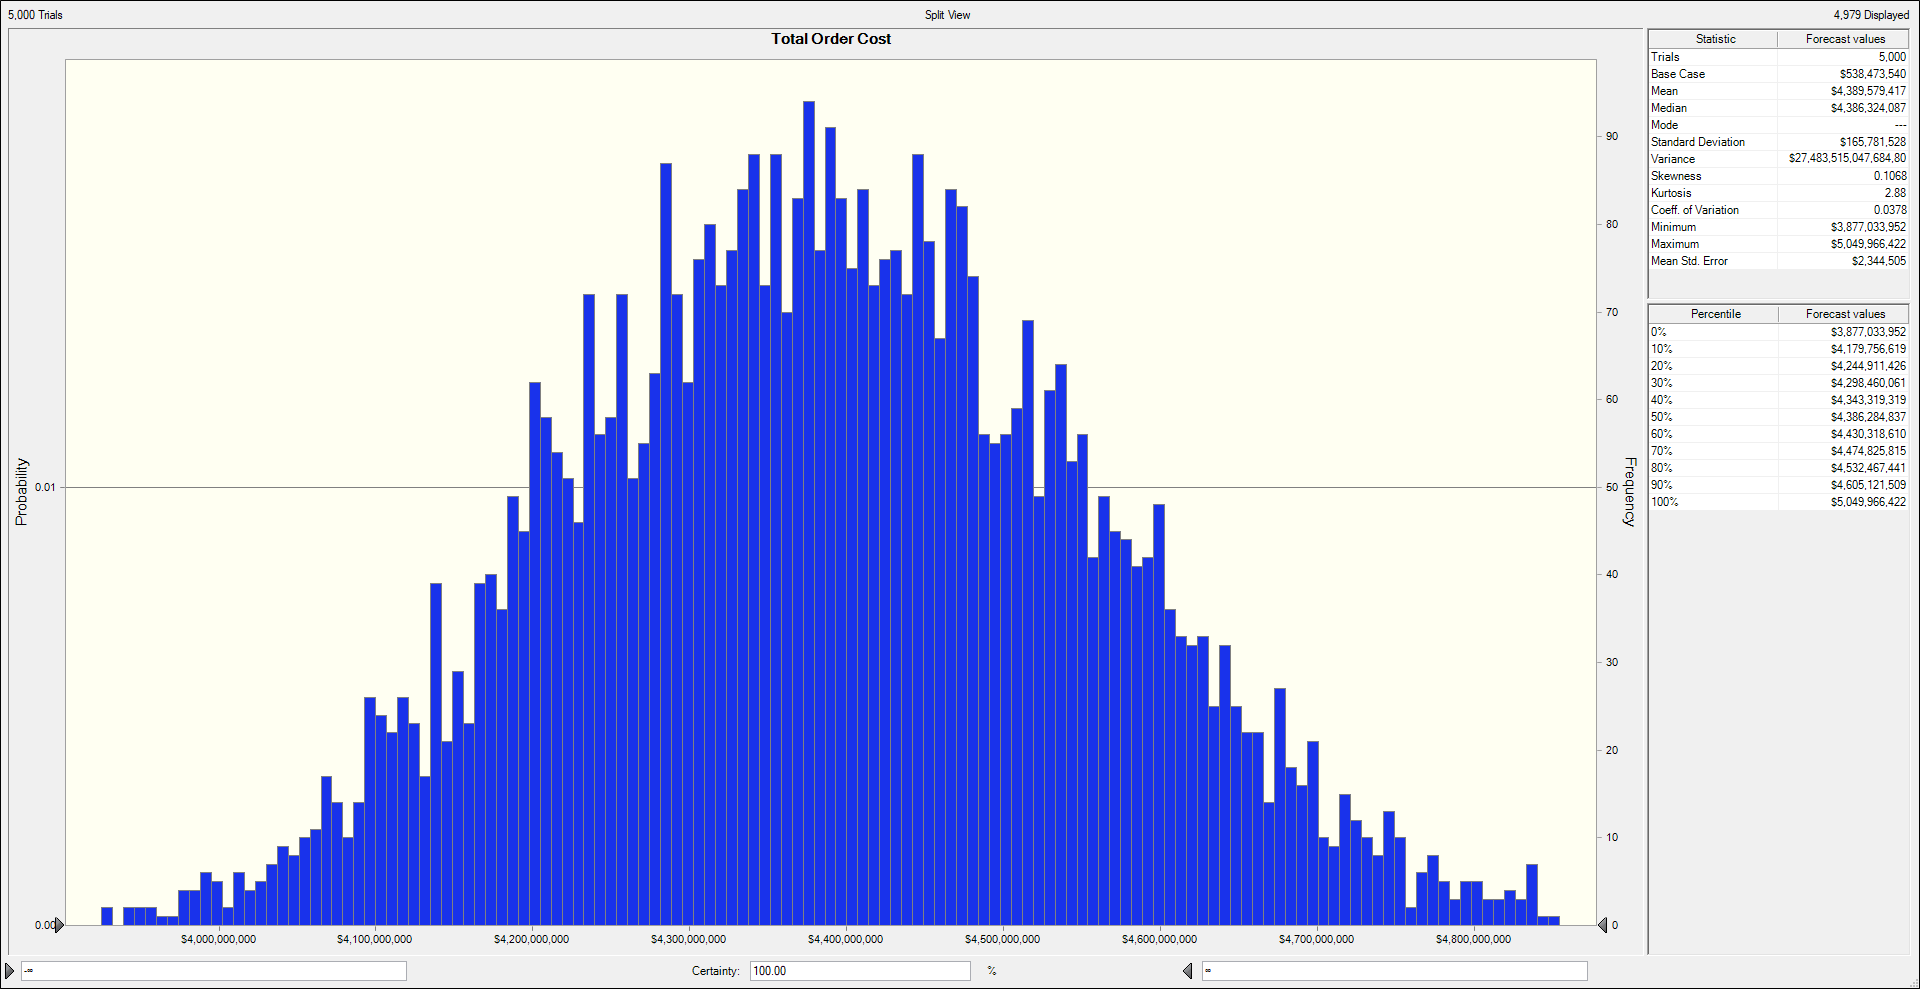 5,000 Trials
Split View
4,979 Displayed
Total Order Cost
Probability
0.01
0.00
90
80
70
60
50
40
30
20
10
0
Frequency
$4,000,000,000
$4,100,000,000
$4,200,000,000
$4,300,000,000
$4,400,000,000
$4,500,000,000
$4,600,000,000
$4,700,000,000
$4,800,000,000
-∞
Certainty: 100.00 %
∞
Statistic Forecast values
Trials 5,000
Base Case $538,473,540
Mean $4,389,579,417
Median $4,386,324,087
Mode ---
Standard Deviation $165,781,528
Variance $27,483,515,047,684,80
Skewness 0.1068
Kurtosis 2.88
Coeff. of Variation 0.0378
Minimum $3,877,033,952
Maximum $5,049,966,422
Mean Std. Error $2,344,505
Percentile Forecast values
0% $3,877,033,952
10% $4,179,756,619
20% $4,244,911,426
30% $4,298,460,061
40% $4,343,319,319
50% $4,386,284,837
60% $4,430,318,610
70% $4,474,825,815
80% $4,532,467,441
90% $4,605,121,509
100% $5,049,966,422